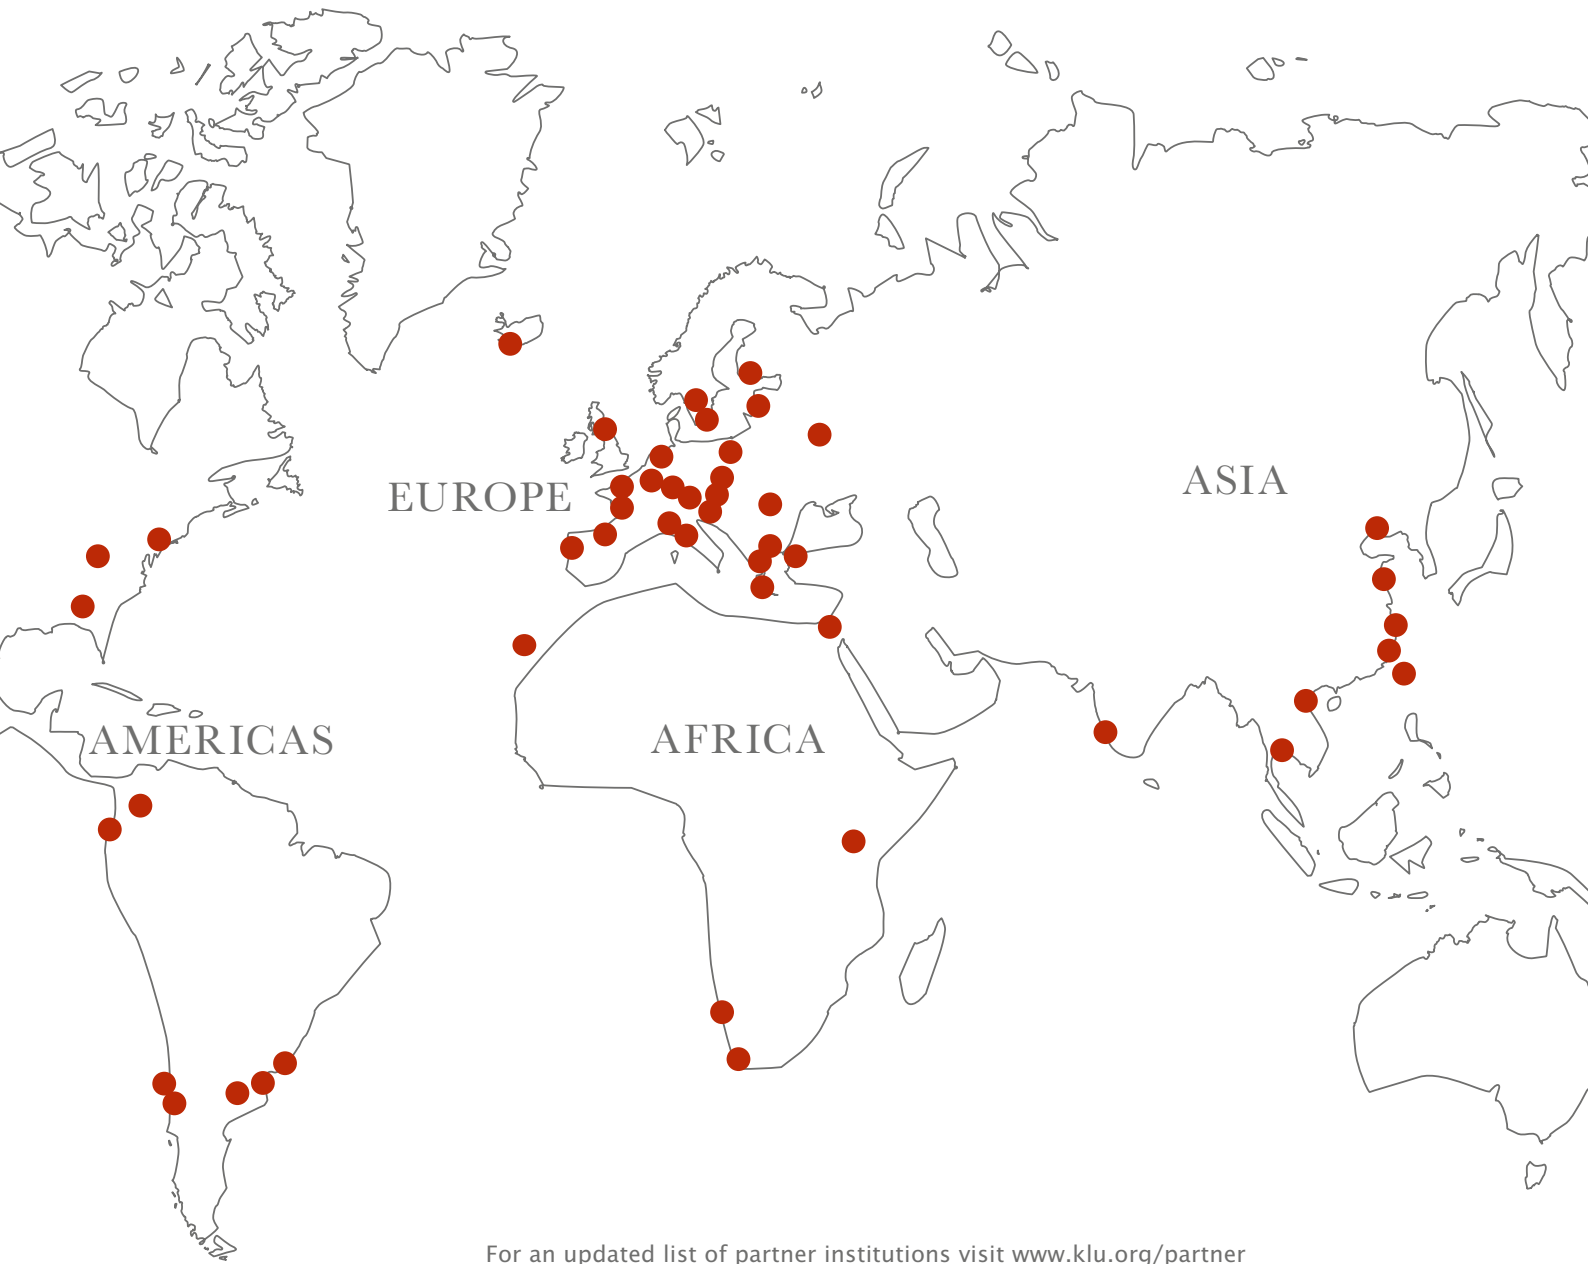 EUROPE
ASIA
AMERICAS
AFRICA
For an updated list of partner institutions visit www.klu.org/partner